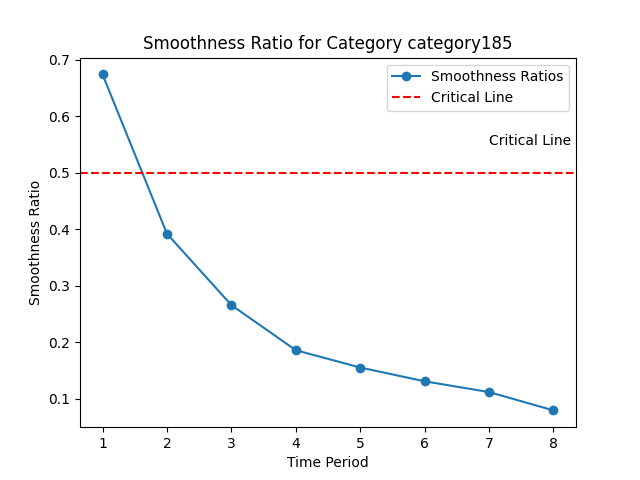 Smoothness Ratio for Category category185
Smoothness Ratios
Critical Line
Critical Line
Smoothness Ratio
0.7
0.6
0.5
0.4
0.3
0.2
0.1
1 2 3 4 5 6 7 8
Time Period